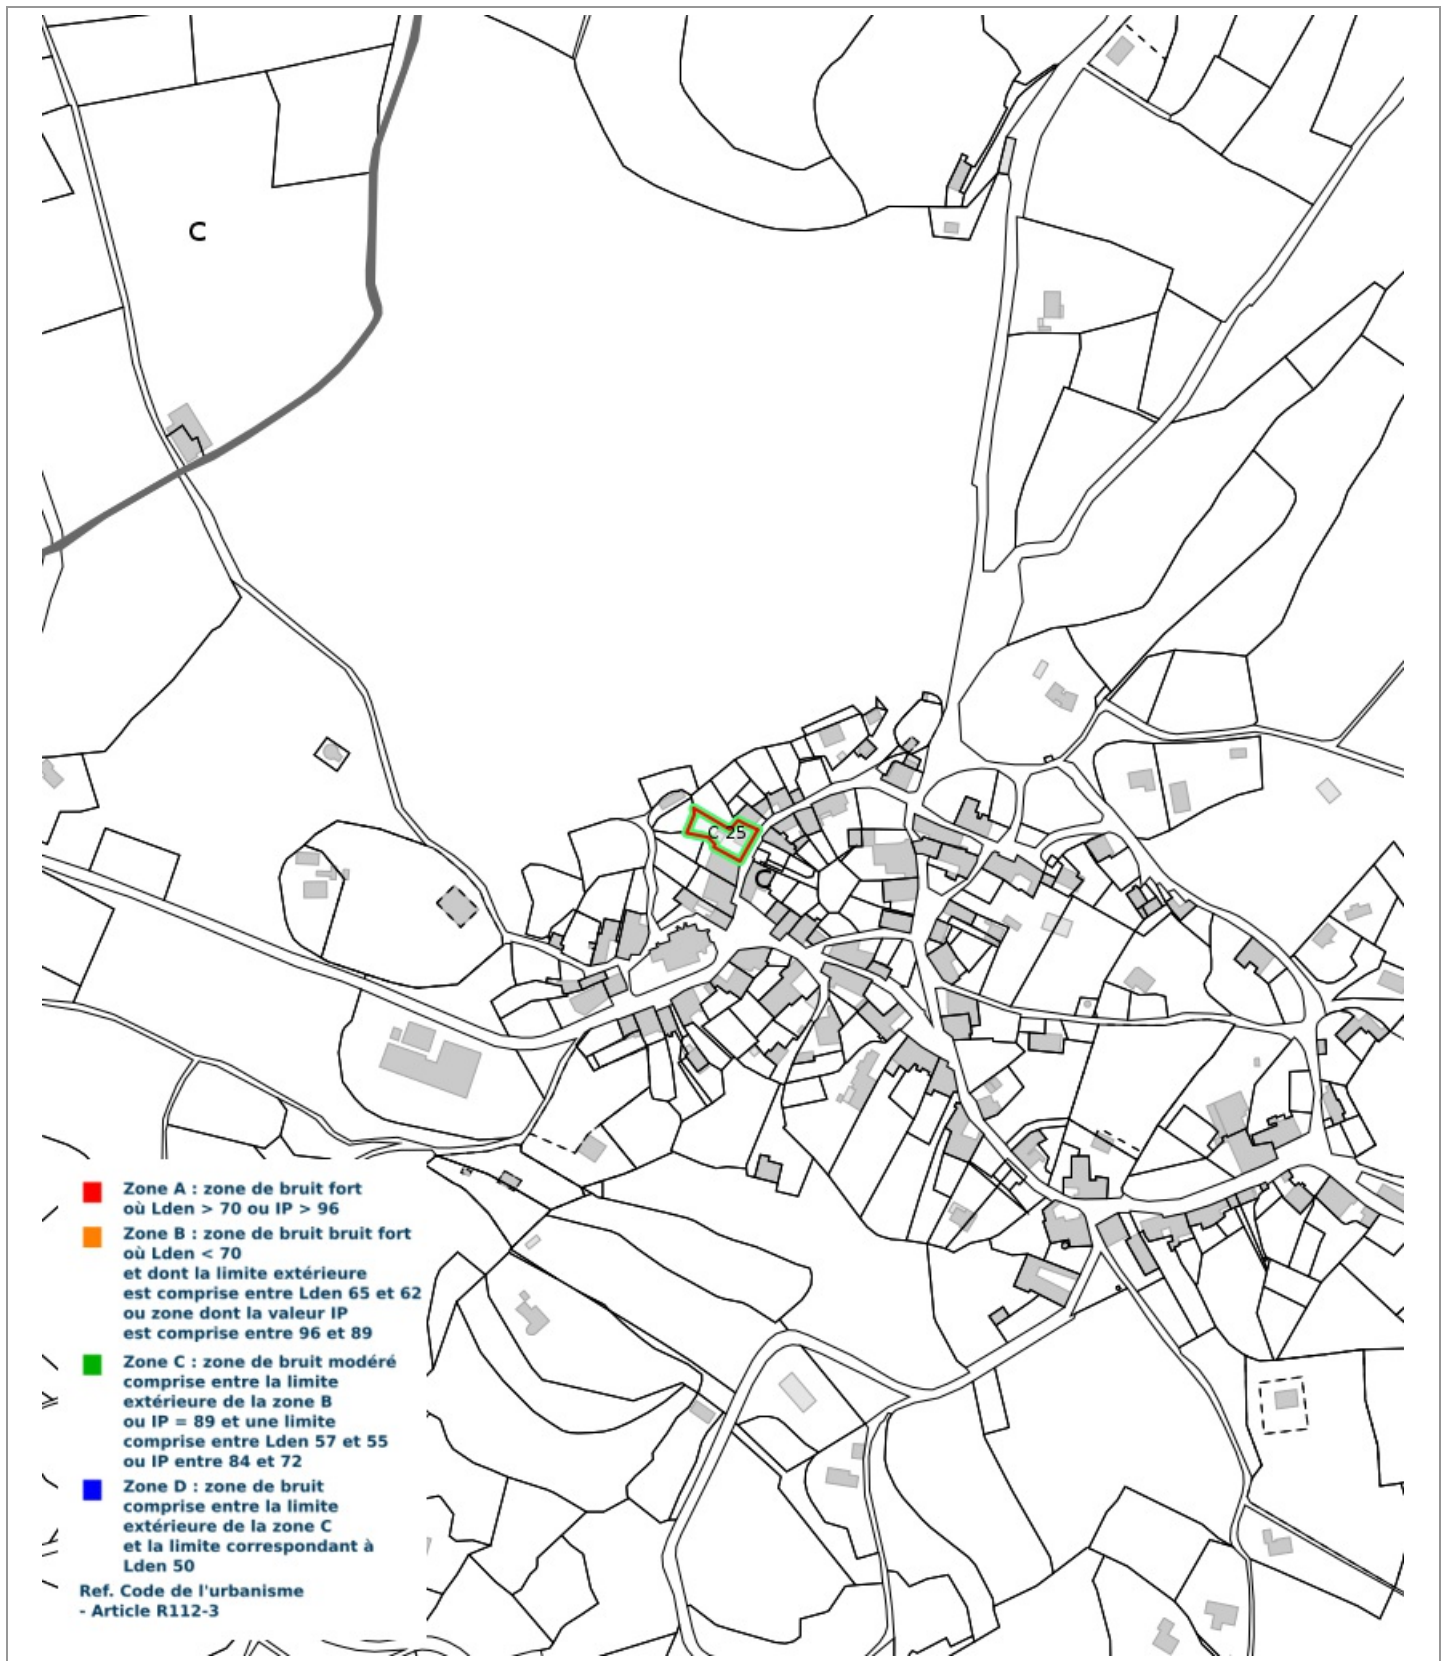 C
C 25
C
Zone A : zone de bruit fort
où Lden > 70 ou IP > 96
Zone B : zone de bruit bruit fort
où Lden < 70
et dont la limite extérieure
est comprise entre Lden 65 et 62
ou zone dont la valeur IP
est comprise entre 96 et 89
Zone C : zone de bruit modéré
comprise entre la limite
extérieure de la zone B
ou IP = 89 et une limite
comprise entre Lden 57 et 55
ou IP entre 84 et 72
Zone D : zone de bruit
comprise entre la limite
extérieure de la zone C
et la limite correspondant à
Lden 50
Ref. Code de l'urbanisme
- Article R112-3